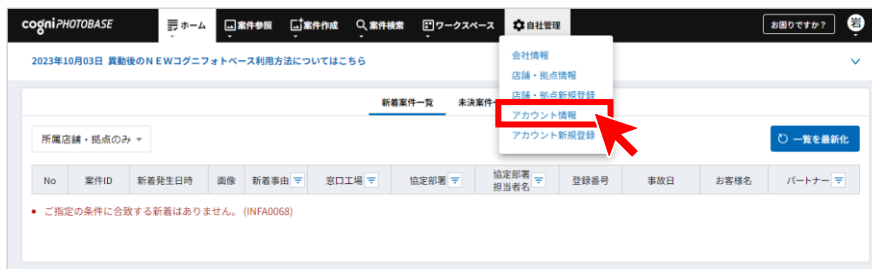 cogniPHOTOBASE
ホーム
案件参照
案件作成
案件検索
ワークスペース
自社管理
お困りですか？
岩
2023年10月03日 異動後のNEWコグニフォトベース利用方法についてはこちら
会社情報
店舗・拠点情報
店舗・拠点新規登録
アカウント情報
アカウント新規登録
新着案件一覧
未決案件一
所属店舗・拠点のみ
一覧を最新化
No
案件ID
新着発生日時
画像
新着事由
窓口工場
協定部署
協定部署
担当者名
登録番号
事故日
お客様名
パートナー
ご指定の条件に合致する新着はありません。(INFA0068)